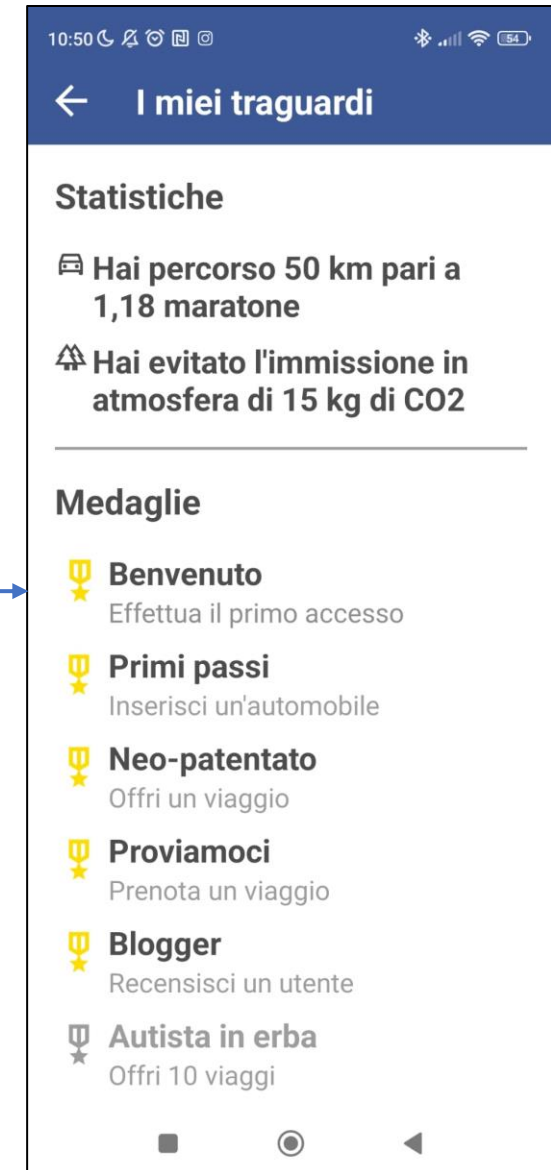 10:50
54
I miei traguardi
Statistiche
Hai percorso 50 km pari a
1,18 maratone
Hai evitato l'immissione in
atmosfera di 15 kg di CO2
Medaglie
Benvenuto
Effettua il primo accesso
Primi passi
Inserisci un'automobile
Neo-patentato
Offri un viaggio
Proviamoci
Prenota un viaggio
Blogger
Recensisci un utente
Autista in erba
Offri 10 viaggi